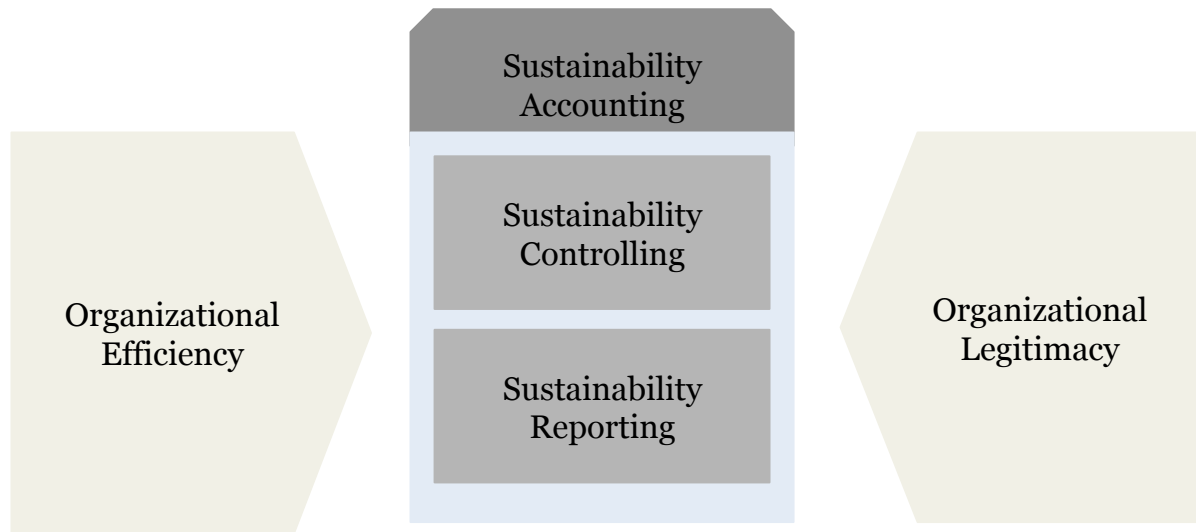 Sustainability
Accounting
Sustainability
Controlling
Sustainability
Reporting
Organizational
Efficiency
Organizational
Legitimacy